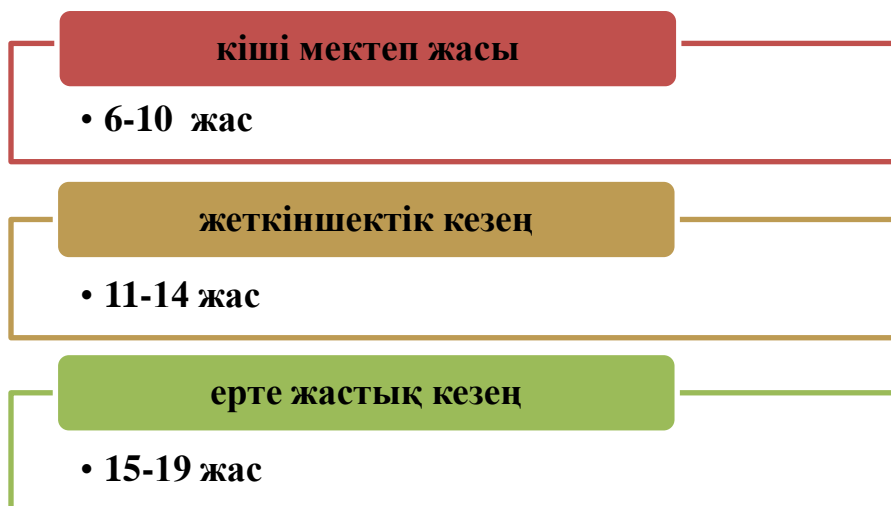 кіші мектеп жасы
• 6-10 жас
жеткіншектік кезең
• 11-14 жас
ерте жастық кезең
• 15-19 жас